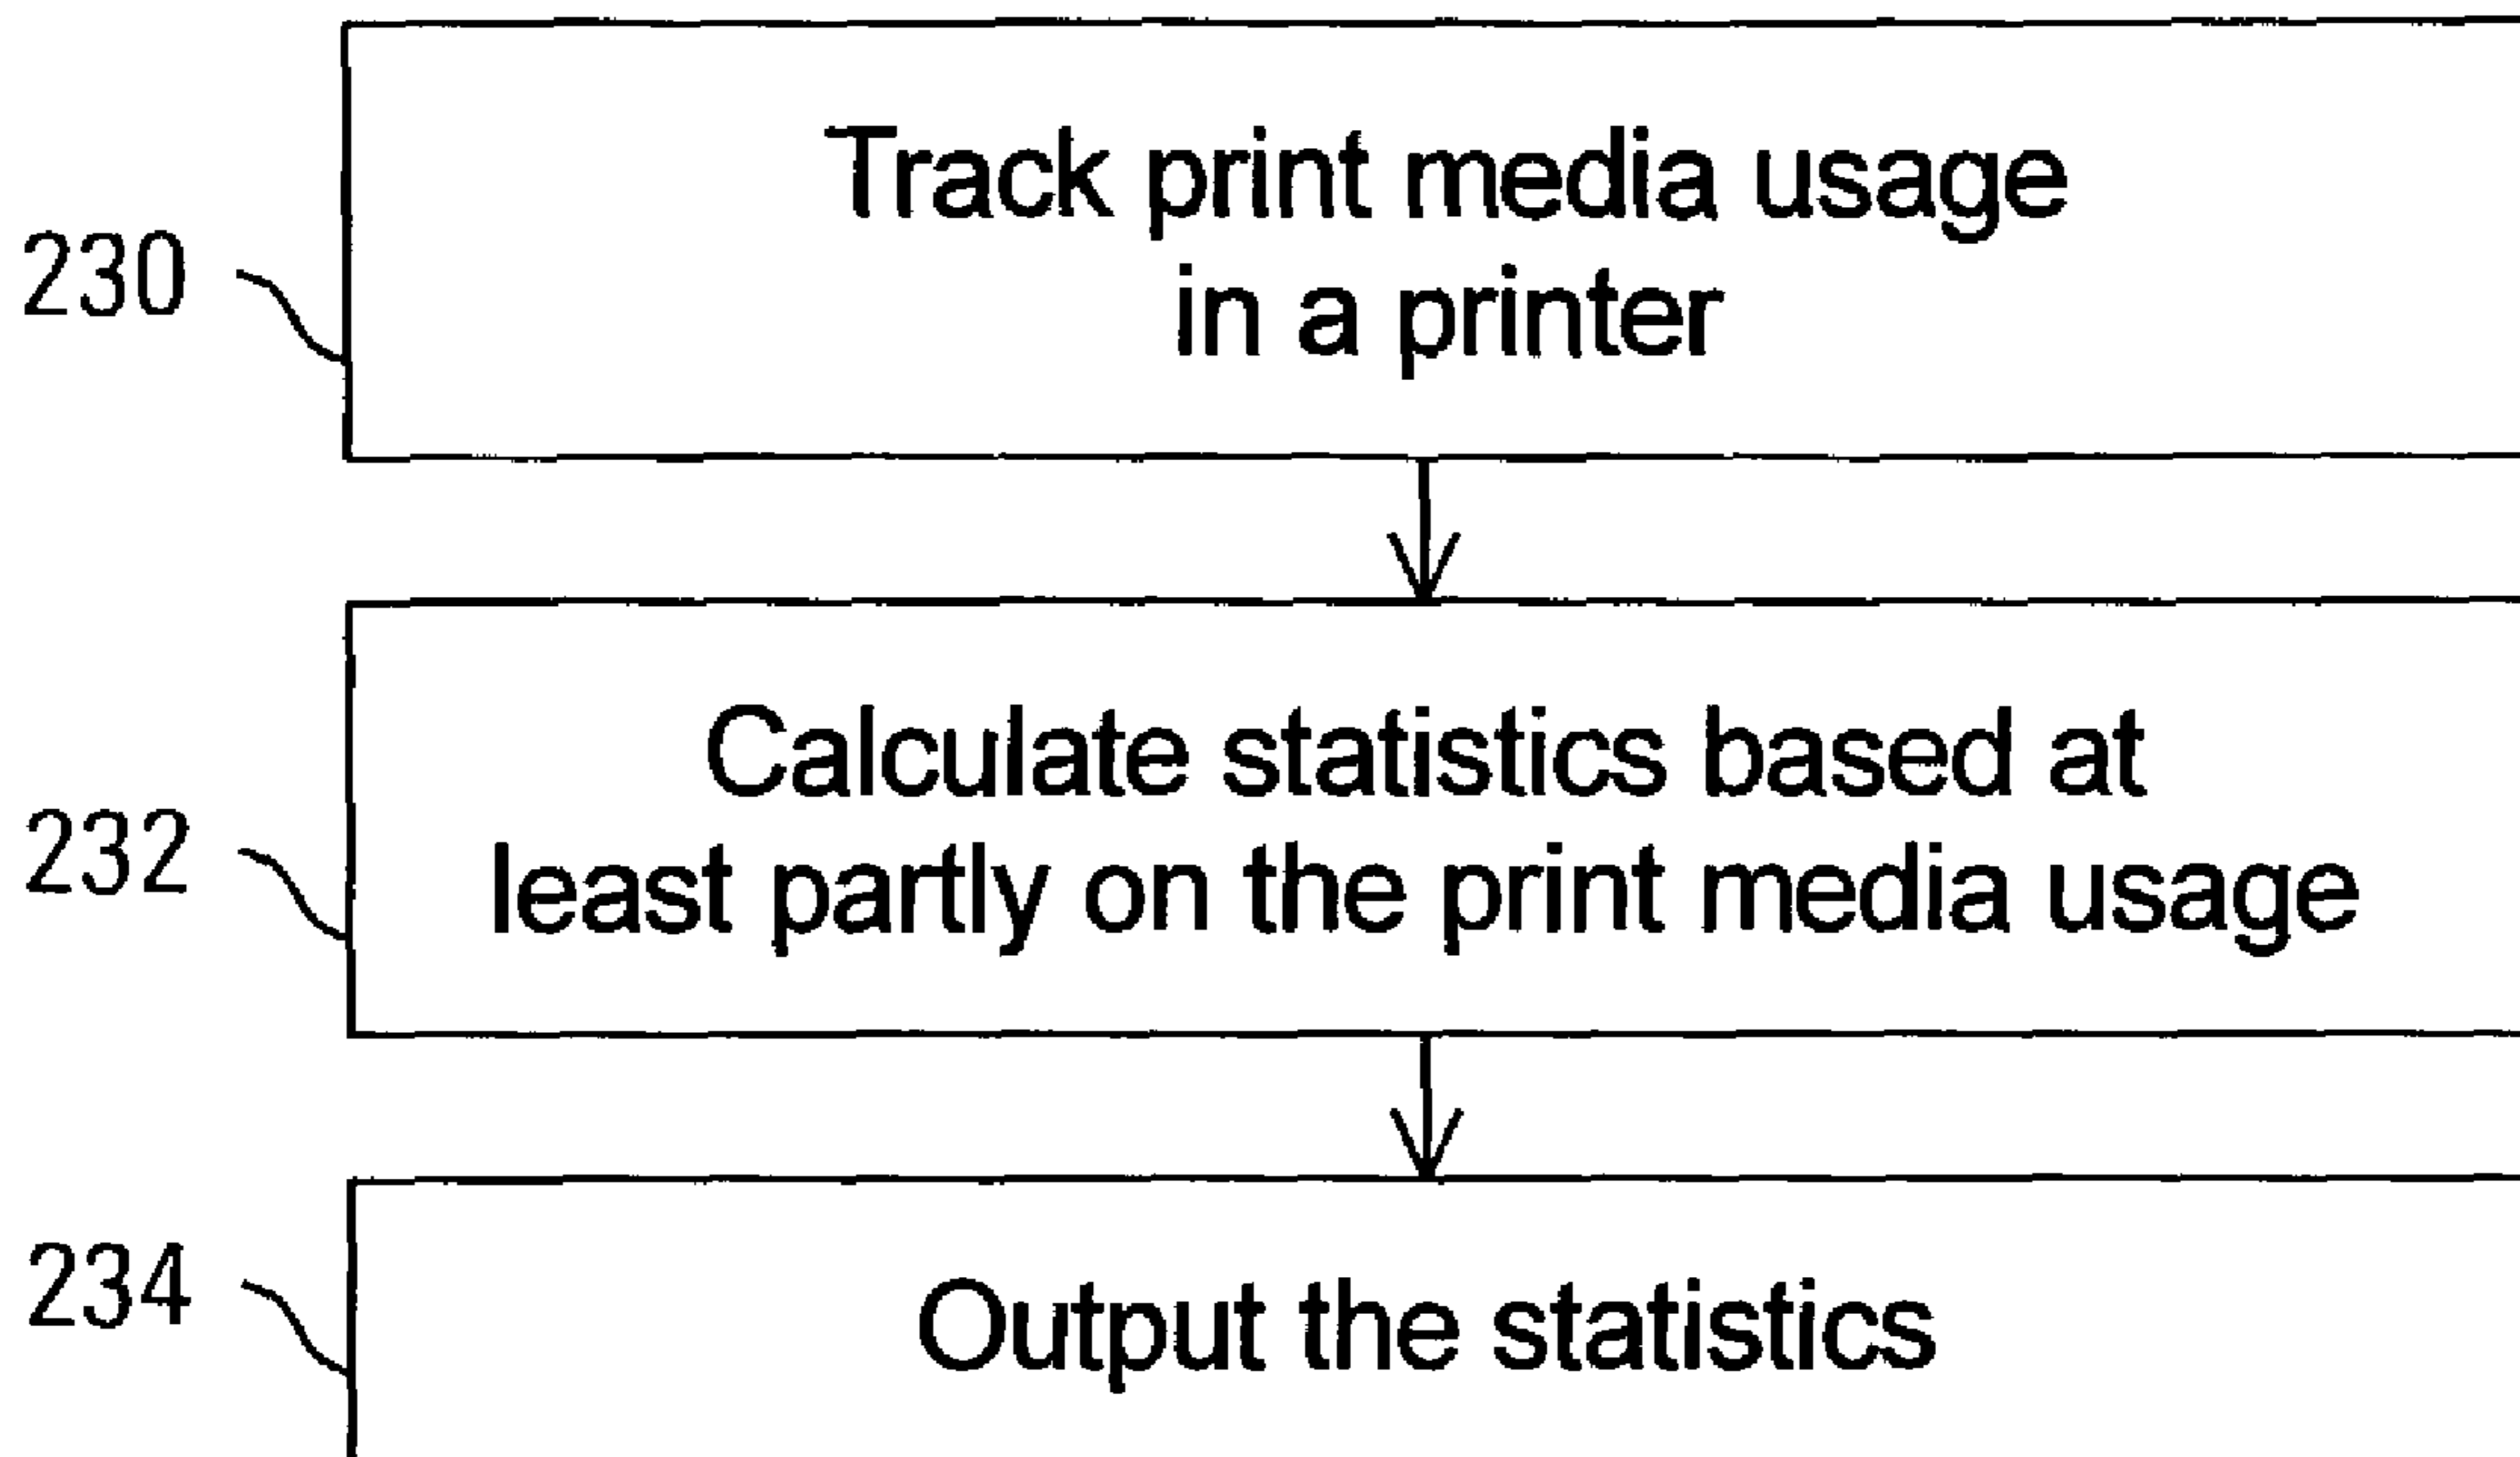 Track print media usage
in a printer
230
Calculate statistics based at
least partly on the print media usage
232
Output the statistics
234